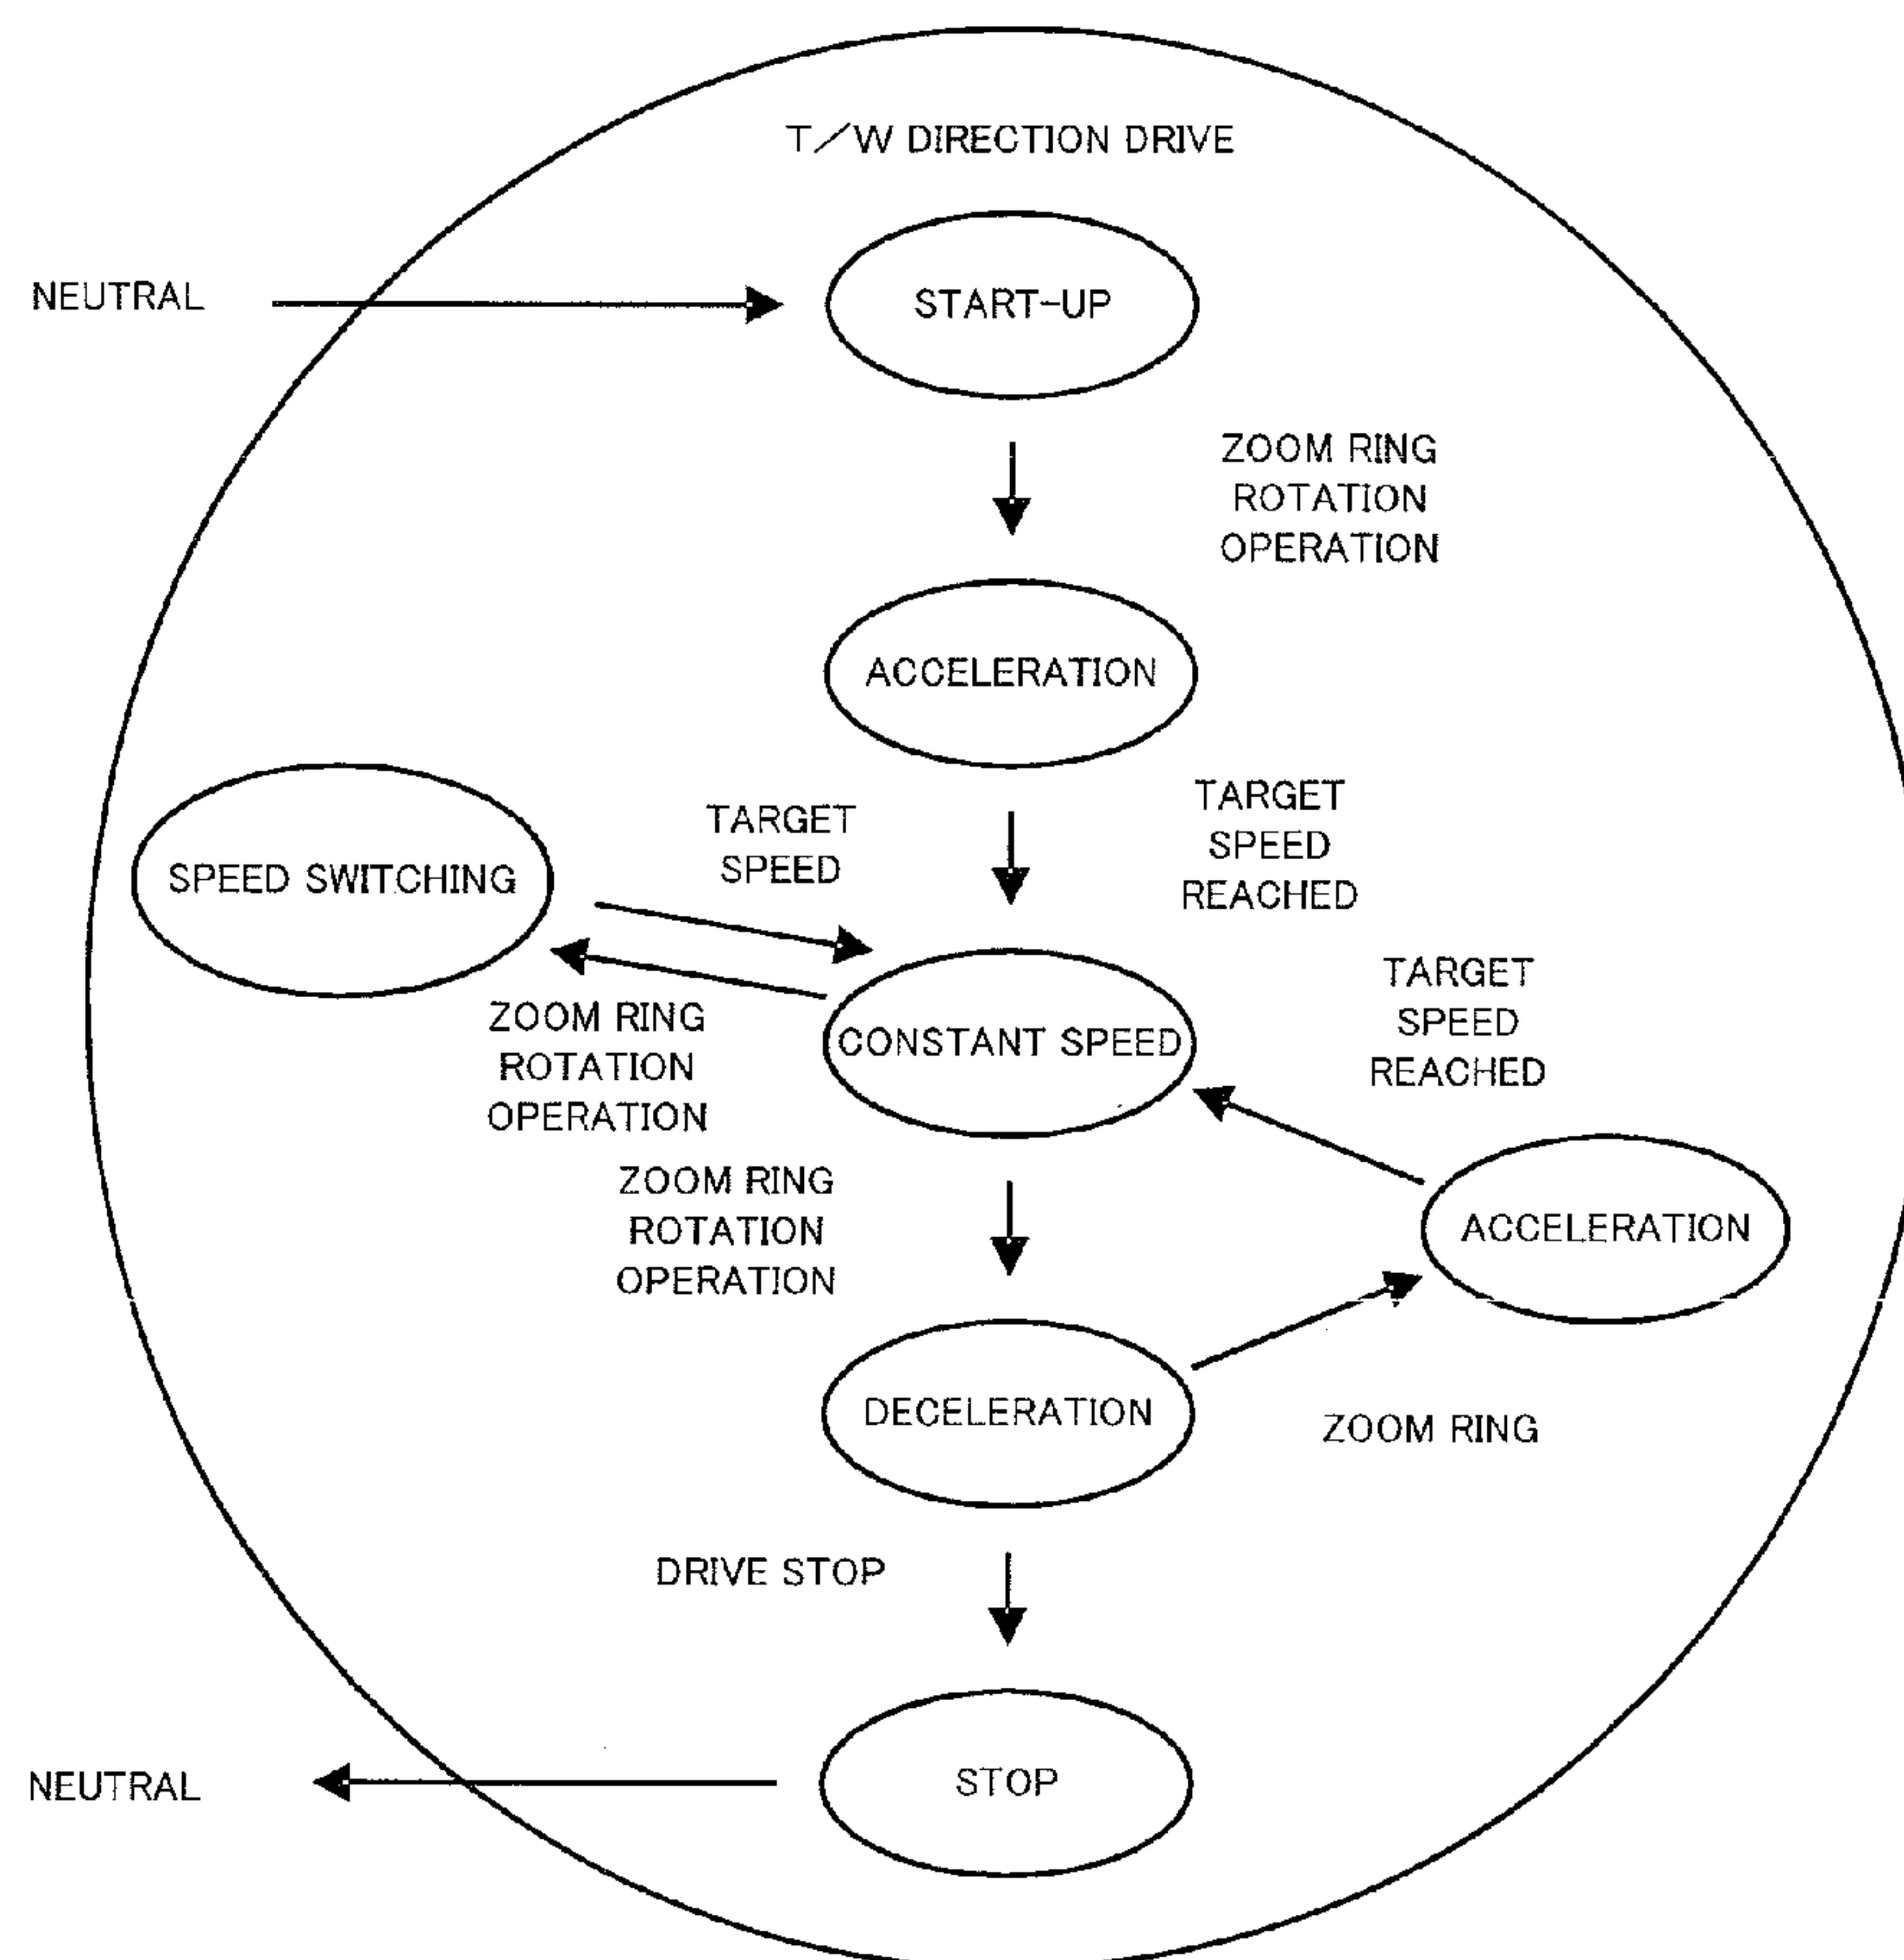 T/W DIRECTION DRIVE
NEUTRAL
START-UP
ZOOM RING
ROTATION
OPERATION
ACCELERATION
TARGET
SPEED
REACHED
TARGET
SPEED
SPEED SWITCHING
CONSTANT SPEED
ZOOM RING
ROTATION
OPERATION
TARGET
SPEED
REACHED
ZOOM RING
ROTATION
OPERATION
ACCELERATION
DECELERATION
ZOOM RING
DRIVE STOP
STOP
NEUTRAL